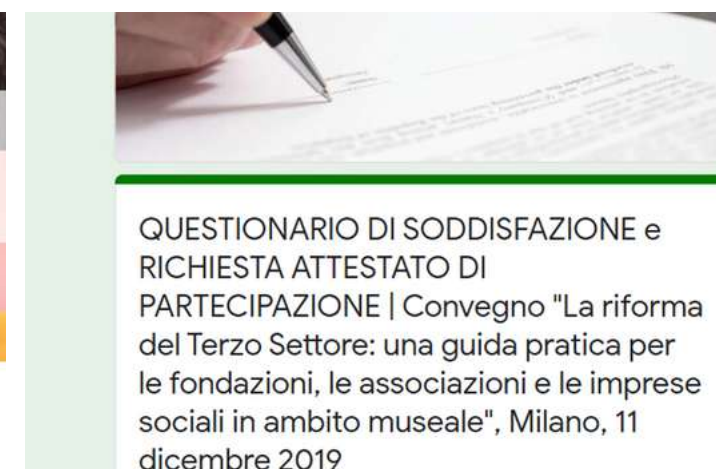 QUESTIONARIO DI SODDISFAZIONE e
RICHIESTA ATTESTATO DI
PARTECIPAZIONE | Convegno "La riforma
del Terzo Settore: una guida pratica per
le fondazioni, le associazioni e le imprese
sociali in ambito museale", Milano, 11
dicembre 2019